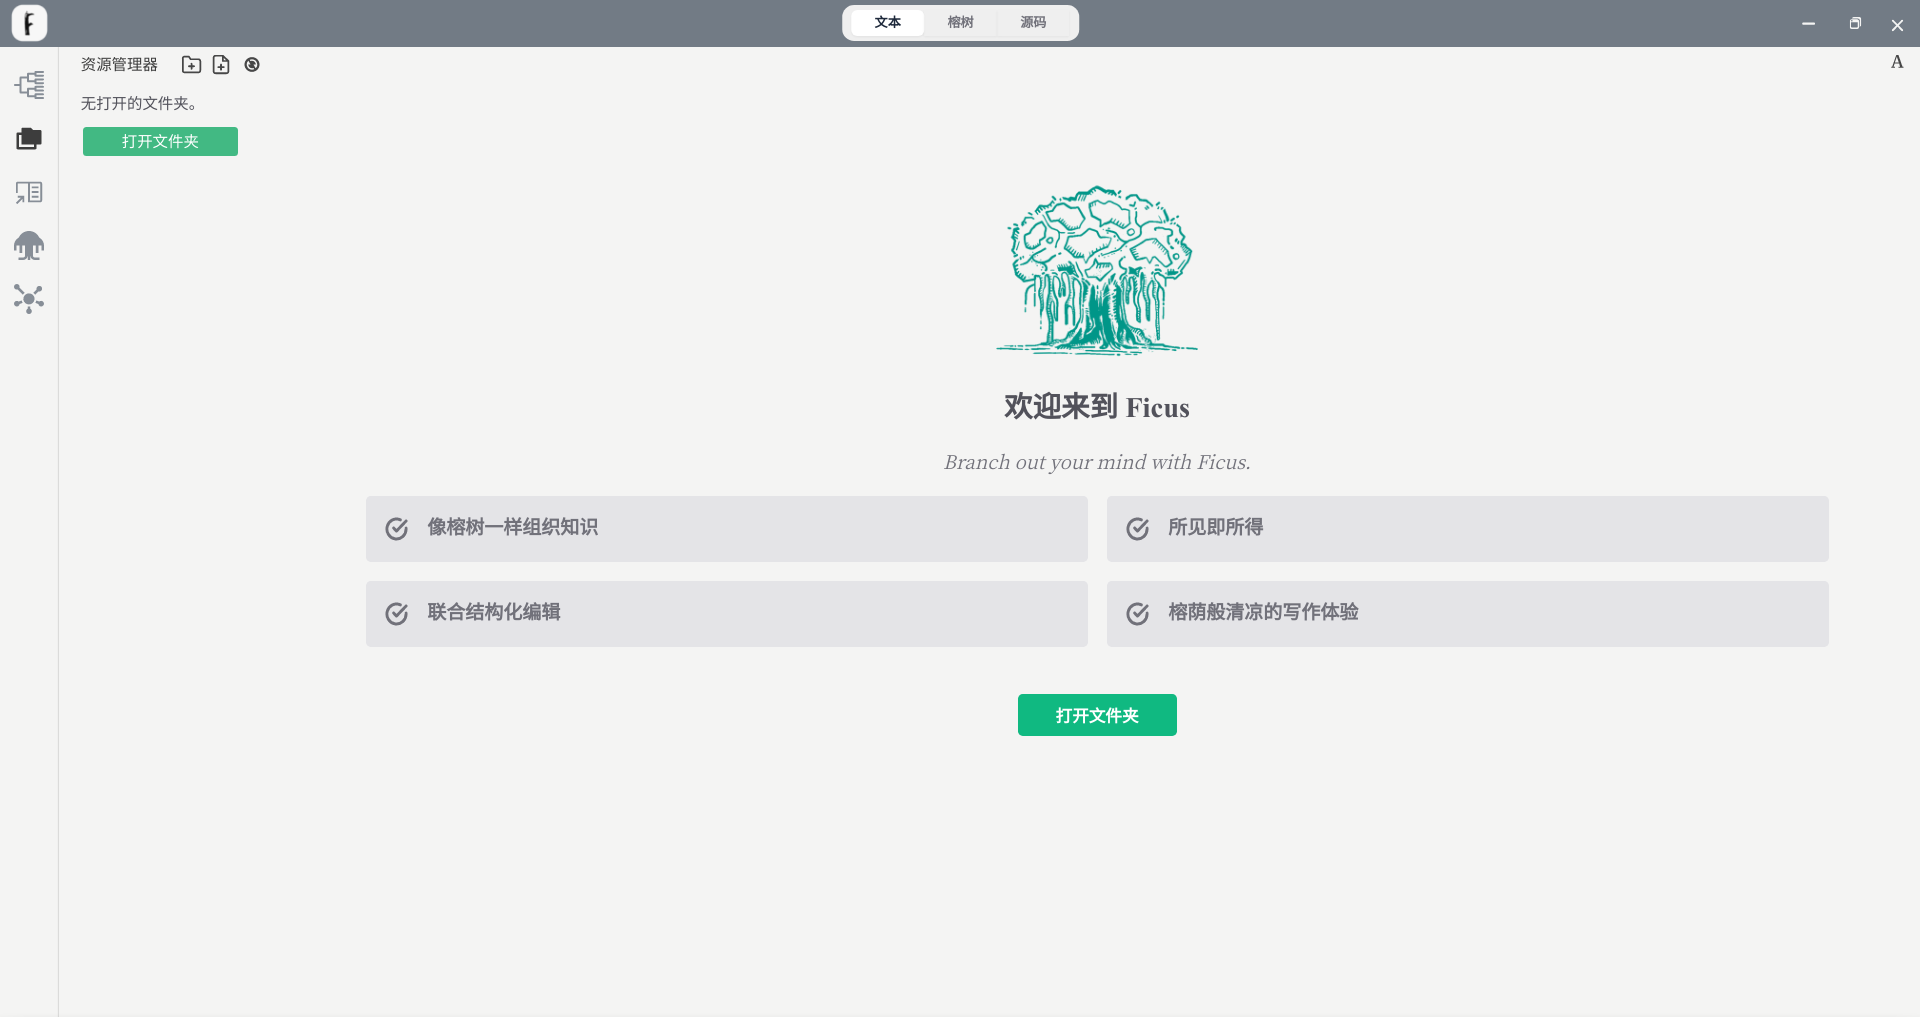 F
文本 榕树 源码
资源管理器
A
无打开的文件夹。
打开文件夹
欢迎来到 Ficus
Branch out your mind with Ficus.
像榕树一样组织知识
所见即所得
联合结构化编辑
榕荫般清凉的写作体验
打开文件夹